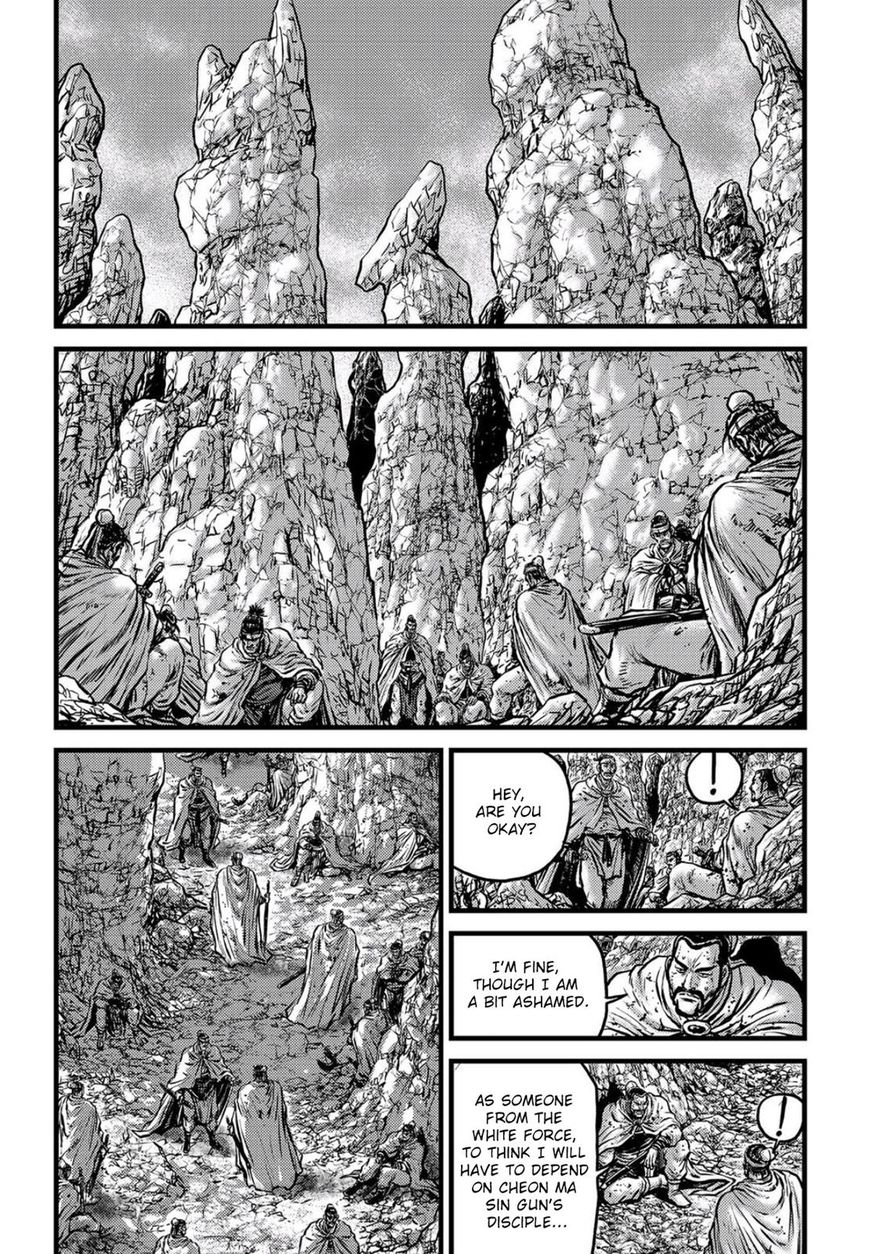 HEY,
ARE YOU
OKAY?
!
I'M FINE,
THOUGH I AM
A BIT ASHAMED.
AS SOMEONE
FROM THE
WHITE FORCE,
TO THINK I WILL
HAVE TO DEPEND
ON CHEON MA
SIN GUN'S
DISCIPLE...
!